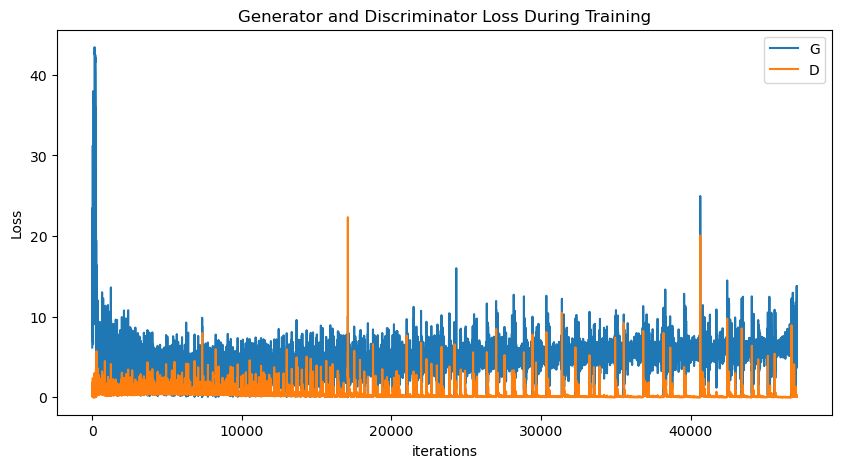 Generator and Discriminator Loss During Training
G
D
Loss
40
30
20
10
0
0 10000 20000 30000 40000
iterations